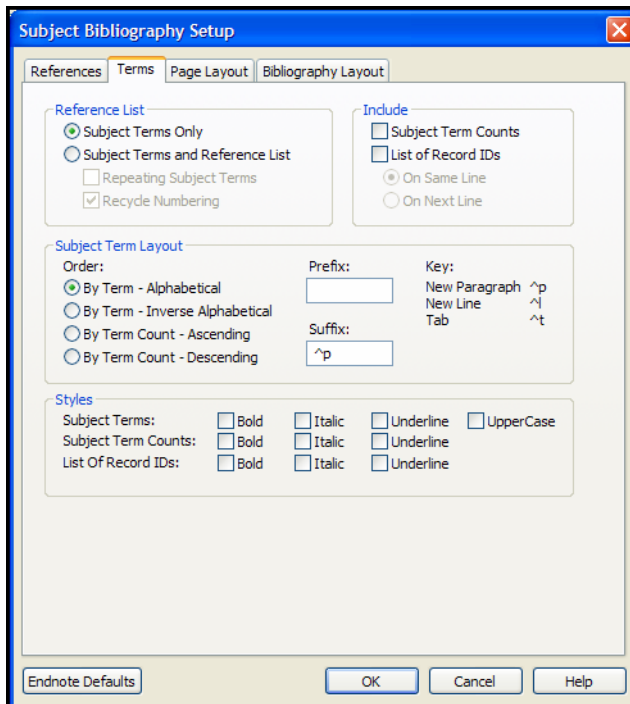 Subject Bibliography Setup
References Terms Page Layout Bibliography Layout
Reference List
Subject Terms Only
Subject Terms and Reference List
Repeating Subject Terms
Recycle Numbering
Include
Subject Term Counts
List of Record IDs
On Same Line
On Next Line
Subject Term Layout
Order:
By Term - Alphabetical
By Term - Inverse Alphabetical
By Term Count - Ascending
By Term Count - Descending
Prefix:
Suffix:
^p
Key:
New Paragraph ^p
New Line ^l
Tab ^t
Styles
Subject Terms: Bold Italic Underline UpperCase
Subject Term Counts: Bold Italic Underline
List Of Record IDs: Bold Italic Underline
Endnote Defaults OK Cancel Help